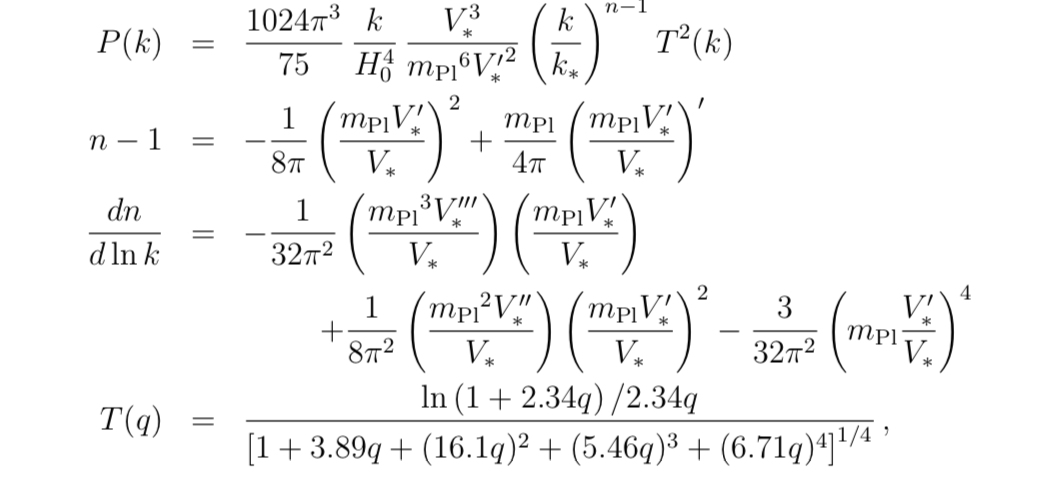 P(k) = \frac{1024\pi^3}{75} \frac{k}{H_0^4} \frac{V_*^3}{m_{Pl}{}^6 V_*'^2} \left(\frac{k}{k_*}\right)^{n-1} T^2(k)
n - 1 = -\frac{1}{8\pi} \left(\frac{m_{Pl}V_*'}{V_*}\right)^2 + \frac{m_{Pl}}{4\pi} \left(\frac{m_{Pl}V_*'}{V_*}\right)'
\frac{dn}{d \ln k} = -\frac{1}{32\pi^2} \left(\frac{m_{Pl}{}^3 V_*'''}{V_*}\right) \left(\frac{m_{Pl}V_*'}{V_*}\right)
+\frac{1}{8\pi^2} \left(\frac{m_{Pl}{}^2 V_*''}{V_*}\right) \left(\frac{m_{Pl}V_*'}{V_*}\right)^2 - \frac{3}{32\pi^2} \left(m_{Pl}\frac{V_*'}{V_*}\right)^4
T(q) = \frac{\ln(1 + 2.34q)/2.34q}{[1 + 3.89q + (16.1q)^2 + (5.46q)^3 + (6.71q)^4]^{1/4}},